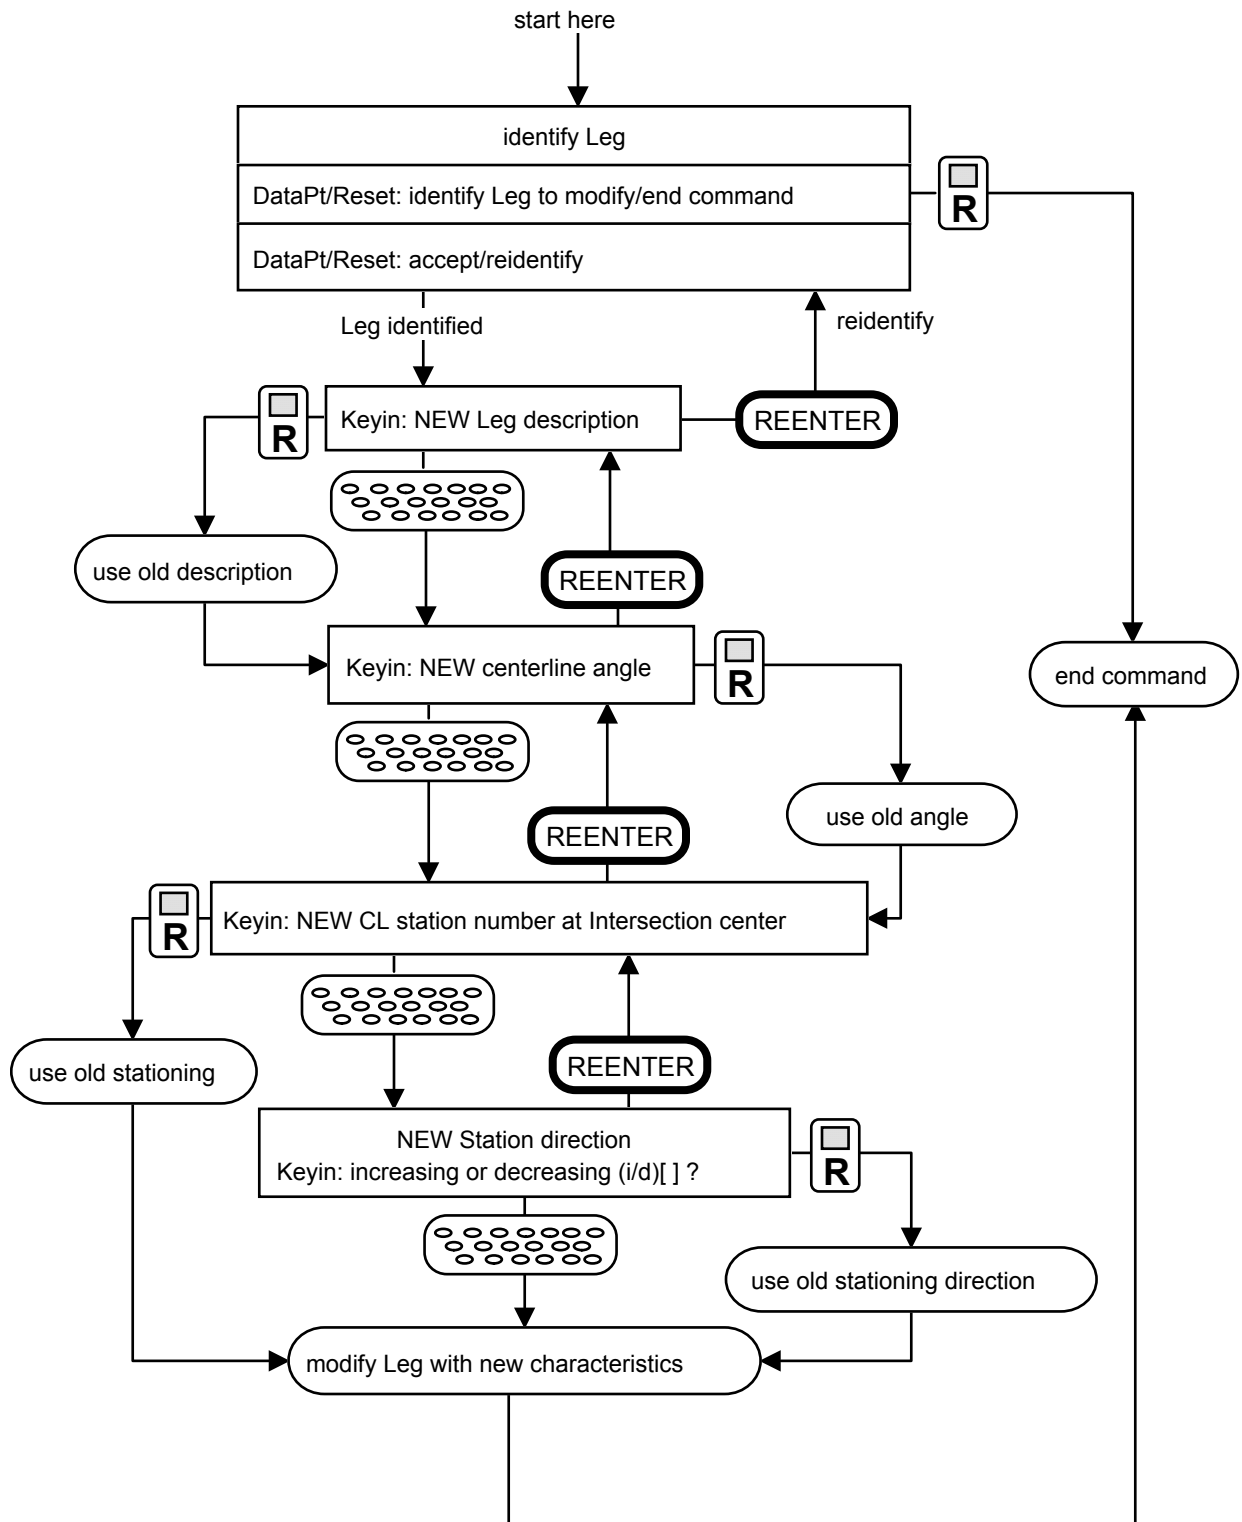 start here
identify Leg
DataPt/Reset: identify Leg to modify/end command
R
DataPt/Reset: accept/reidentify
Leg identified
reidentify
R
Keyin: NEW Leg description
REENTER
use old description
REENTER
Keyin: NEW centerline angle
R
end command
use old angle
REENTER
R
Keyin: NEW CL station number at Intersection center
use old stationing
REENTER
NEW Station direction
Keyin: increasing or decreasing (i/d)[ ] ?
R
use old stationing direction
modify Leg with new characteristics